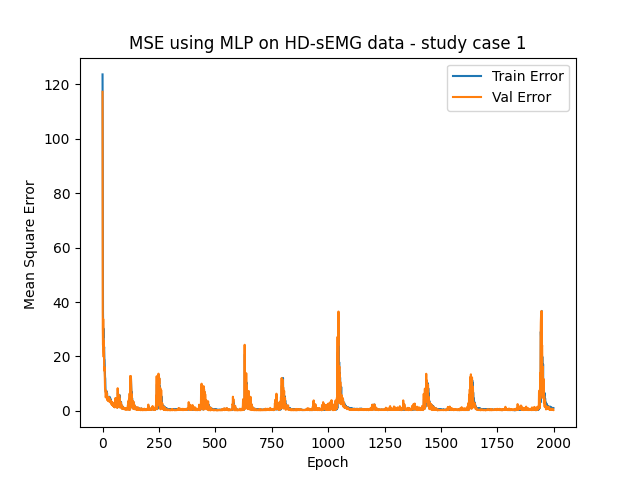 MSE using MLP on HD-sEMG data - study case 1
Train Error
Val Error
Mean Square Error
120
100
80
60
40
20
0
0 250 500 750 1000 1250 1500 1750 2000
Epoch